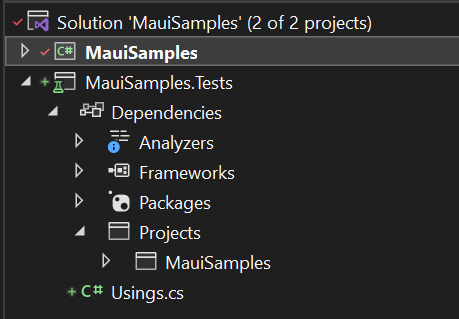 Solution 'MauiSamples' (2 of 2 projects)
C# MauiSamples
MauiSamples.Tests
Dependencies
Analyzers
Frameworks
Packages
Projects
MauiSamples
C# Usings.cs